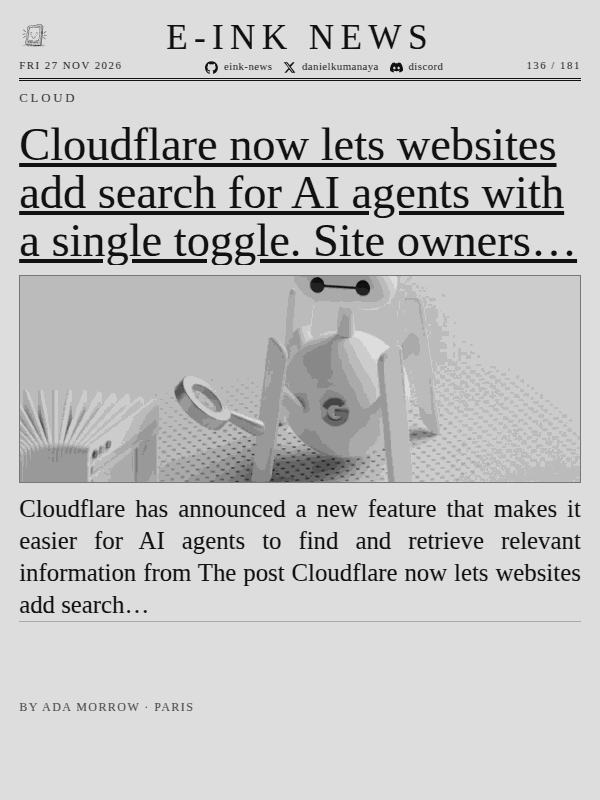 E-INK NEWS
FRI 27 NOV 2026
eink-news danielkumanaya discord
136 / 181
CLOUD
Cloudflare now lets websites
add search for AI agents with
a single toggle. Site owners…
G
Cloudflare has announced a new feature that makes it
easier for AI agents to find and retrieve relevant
information from The post Cloudflare now lets websites
add search…
BY ADA MORROW · PARIS